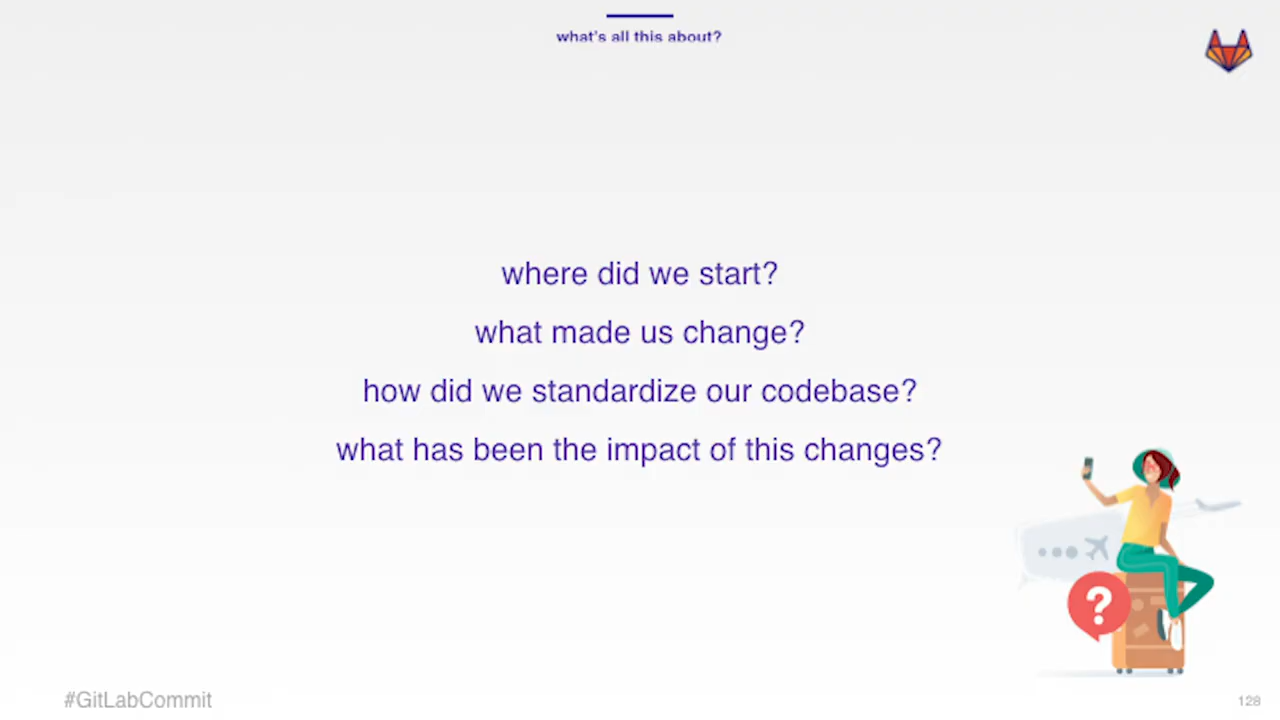 what's all this about?
where did we start?
what made us change?
how did we standardize our codebase?
what has been the impact of this changes?
?
#GitLabCommit
128